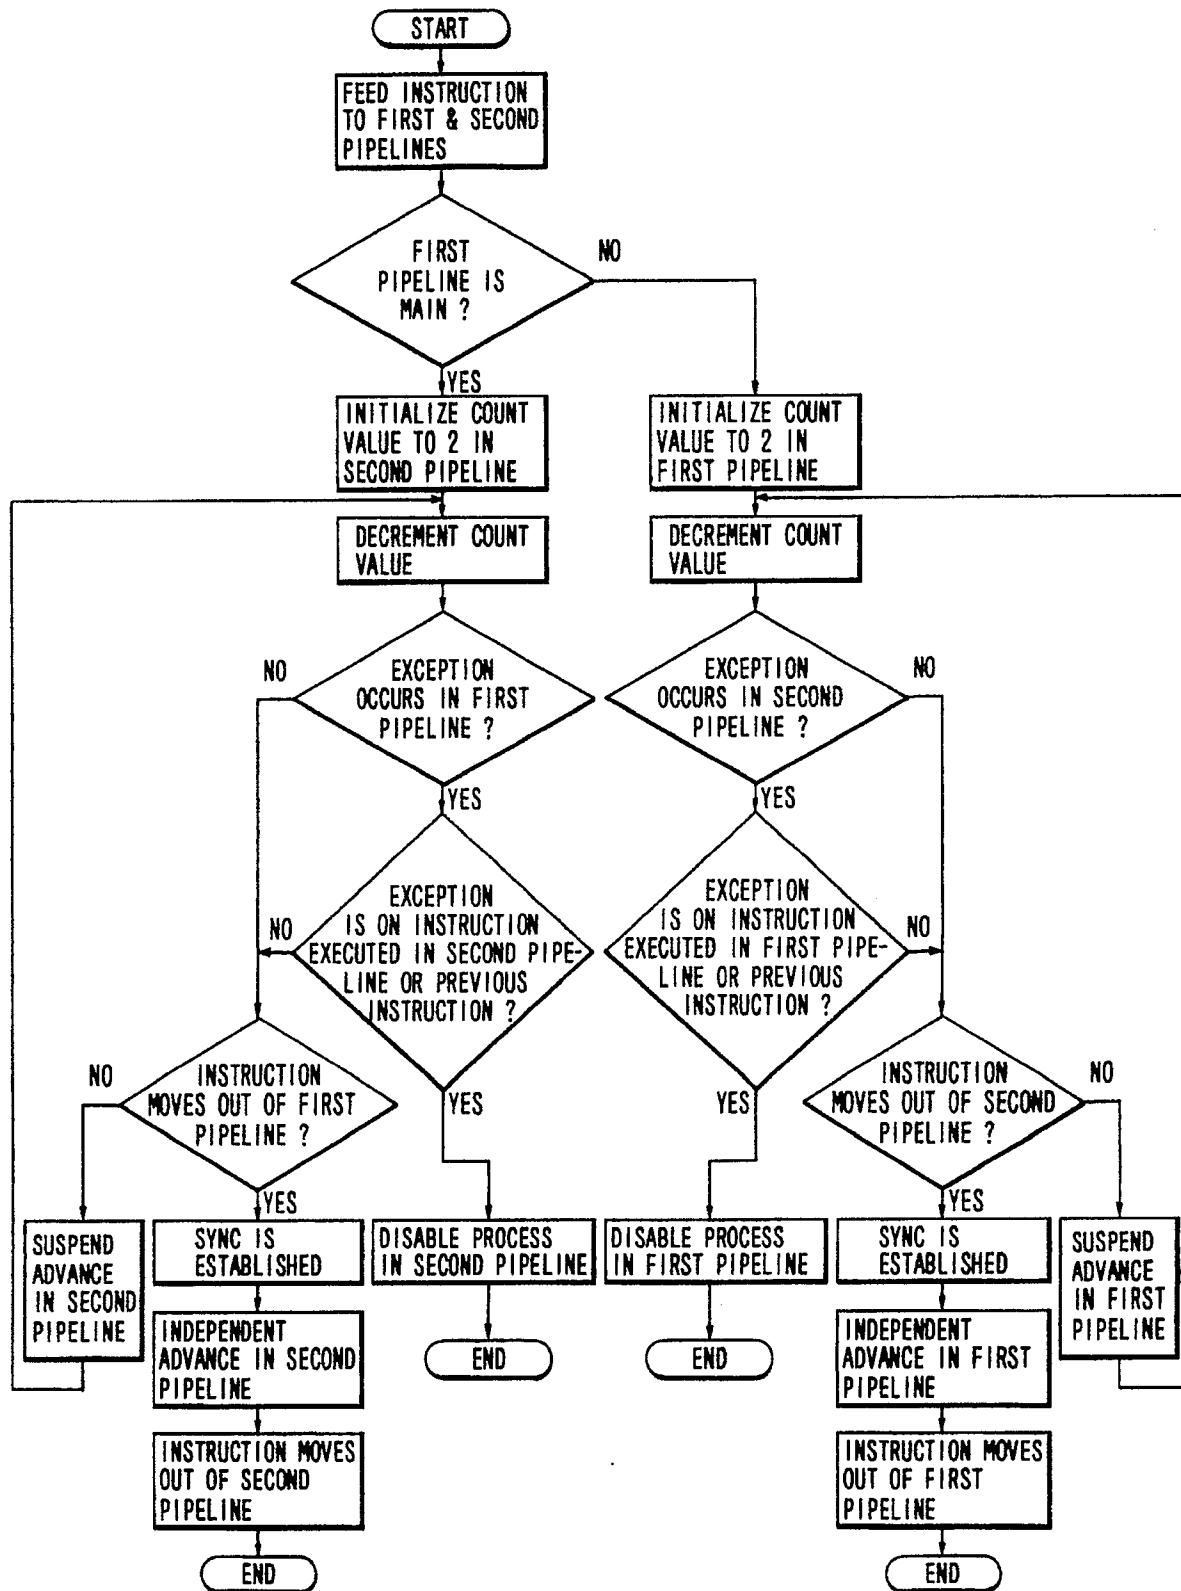 START
FEED INSTRUCTION
TO FIRST & SECOND
PIPELINES
FIRST
PIPELINE IS
MAIN ?
NO
YES
INITIALIZE COUNT
VALUE TO 2 IN
SECOND PIPELINE
INITIALIZE COUNT
VALUE TO 2 IN
FIRST PIPELINE
DECREMENT COUNT
VALUE
DECREMENT COUNT
VALUE
NO
EXCEPTION
OCCURS IN FIRST
PIPELINE ?
EXCEPTION
OCCURS IN SECOND
PIPELINE ?
NO
YES
YES
NO
EXCEPTION
IS ON INSTRUCTION
EXECUTED IN SECOND PIPE-
LINE OR PREVIOUS
INSTRUCTION ?
EXCEPTION
IS ON INSTRUCTION
EXECUTED IN FIRST PIPE-
LINE OR PREVIOUS
INSTRUCTION ?
NO
NO
INSTRUCTION
MOVES OUT OF FIRST
PIPELINE ?
YES
YES
INSTRUCTION
MOVES OUT OF SECOND
PIPELINE ?
NO
YES
YES
SUSPEND
ADVANCE
IN SECOND
PIPELINE
SYNC IS
ESTABLISHED
DISABLE PROCESS
IN SECOND PIPELINE
DISABLE PROCESS
IN FIRST PIPELINE
SYNC IS
ESTABLISHED
SUSPEND
ADVANCE
IN FIRST
PIPELINE
INDEPENDENT
ADVANCE IN SECOND
PIPELINE
END
END
INDEPENDENT
ADVANCE IN FIRST
PIPELINE
INSTRUCTION MOVES
OUT OF SECOND
PIPELINE
INSTRUCTION MOVES
OUT OF FIRST
PIPELINE
END
END